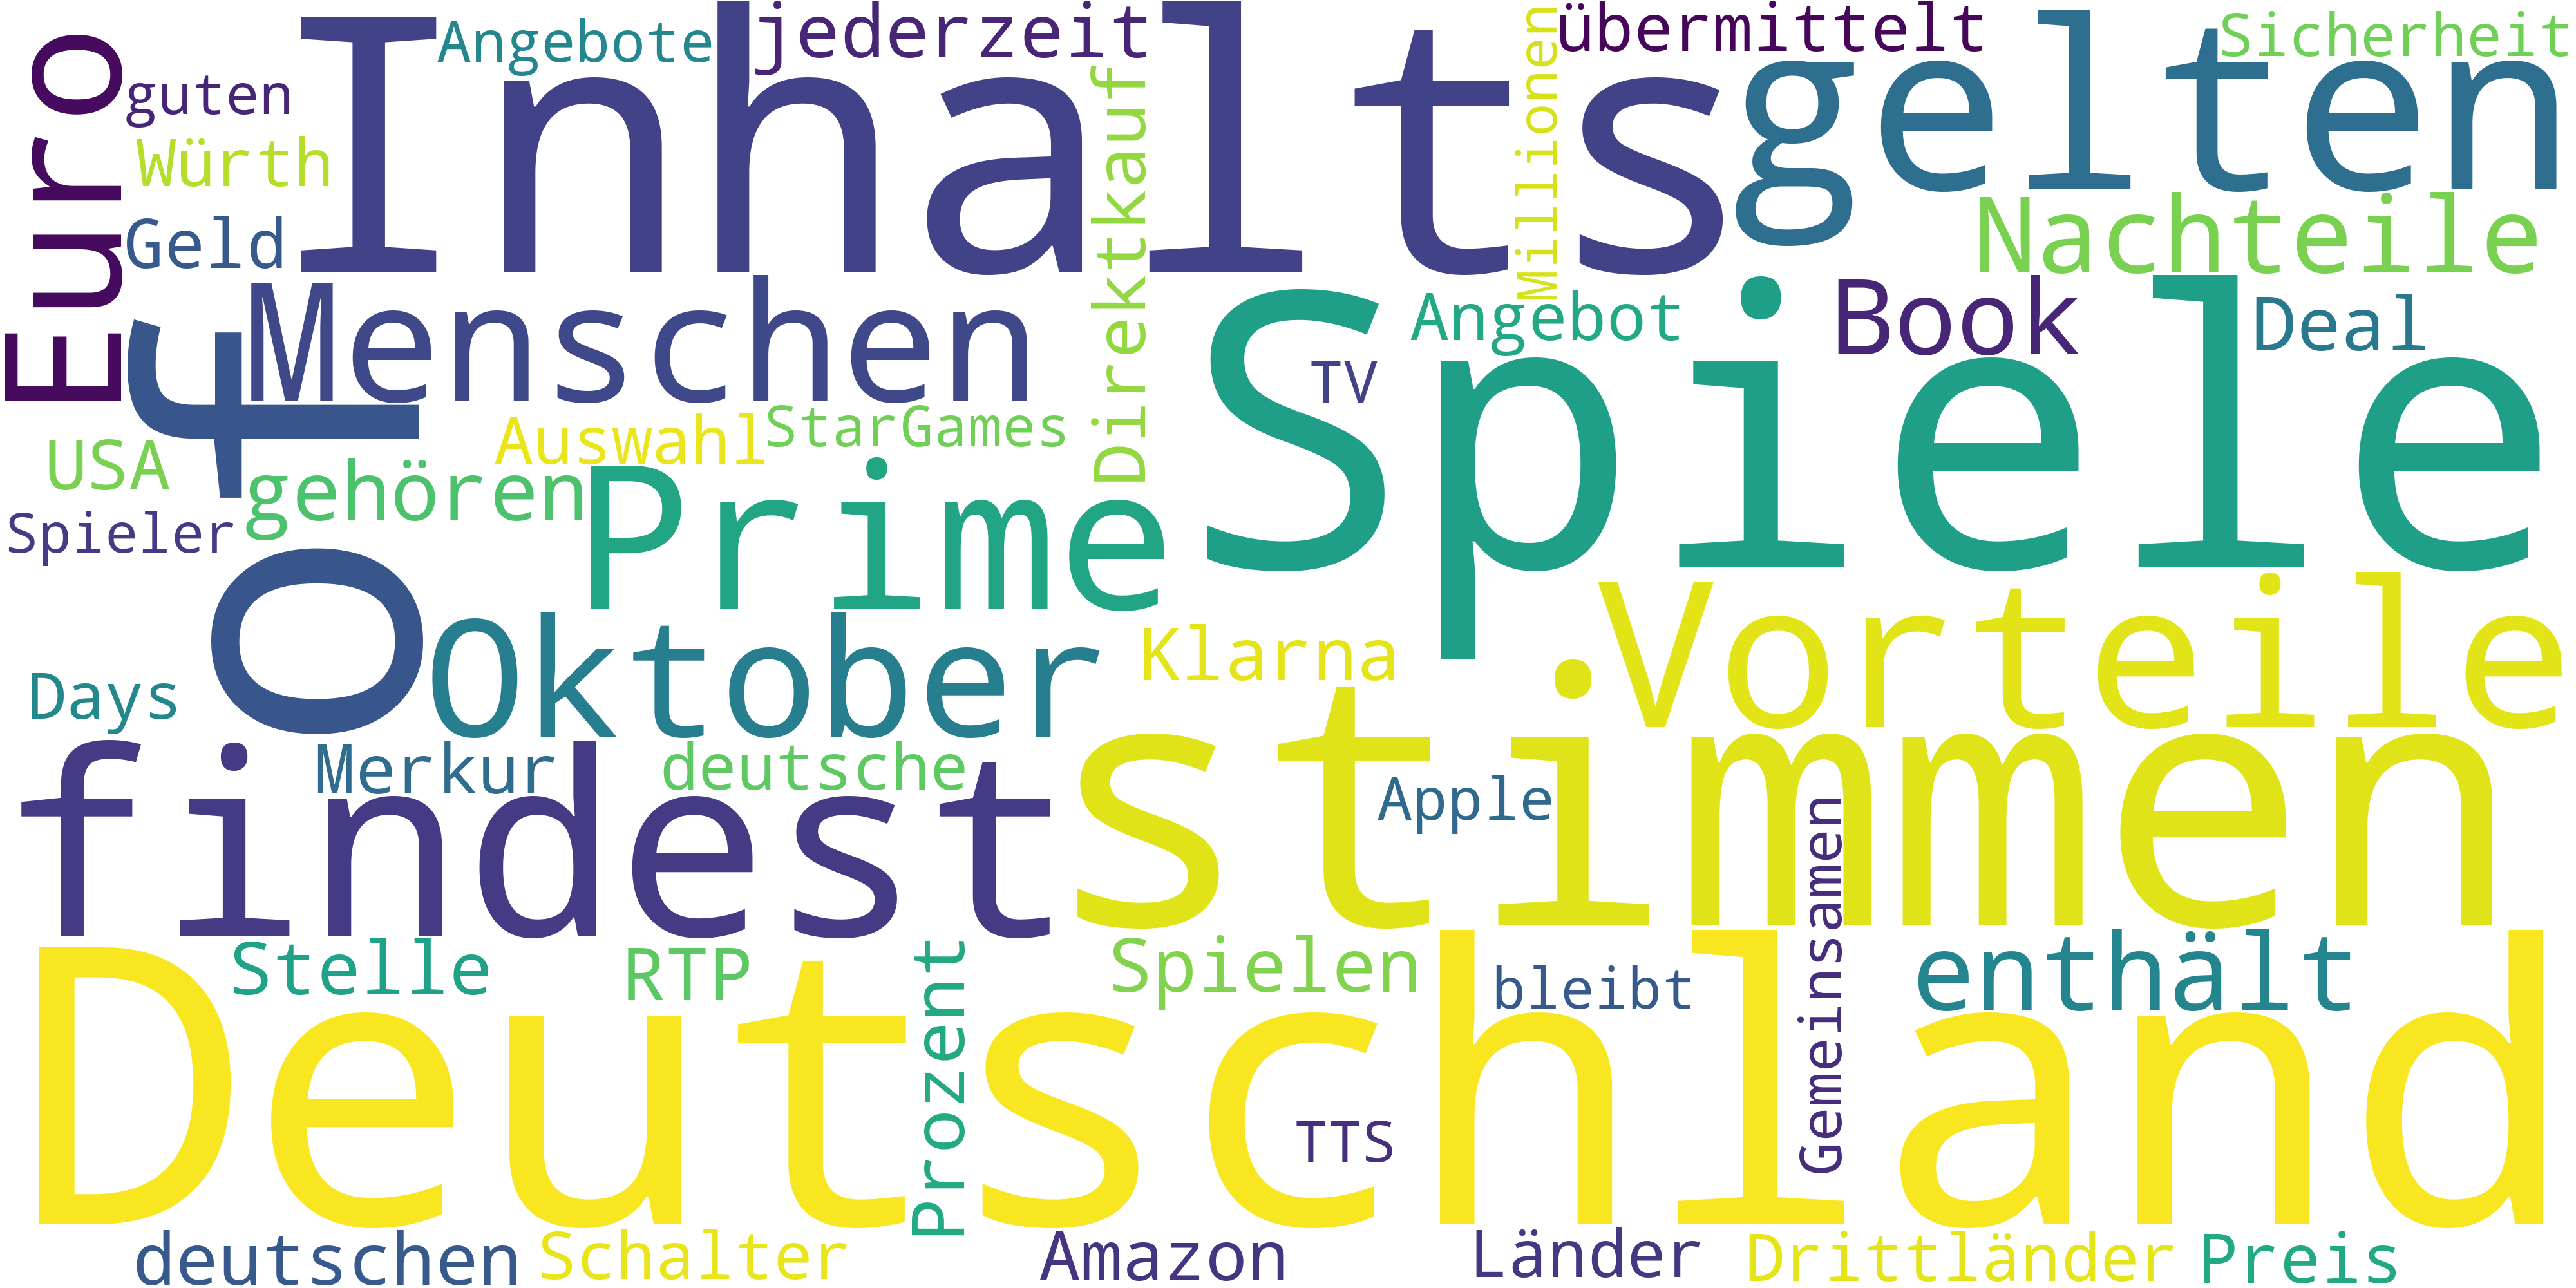 Euro
Angebote
jederzeit
übermittelt
Sicherheit
guten
Inhalts
Millionen
gelten
Würth
Direktkauf
Geld
Nachteile
Menschen
Spiele
Angebot
Book
Deal
Of
TV
Auswahl
StarGames
USA
gehören
Prime
Spieler
Vorteile
Oktober
Klarna
Days
stimmen
findest
Merkur
deutsche
Apple
Gemeinsamen
Stelle
RTP
Prozent
Spielen
bleibt
enthält
Deutschland
TTS
deutschen
Schalter
Amazon
Länder
Drittländer
Preis